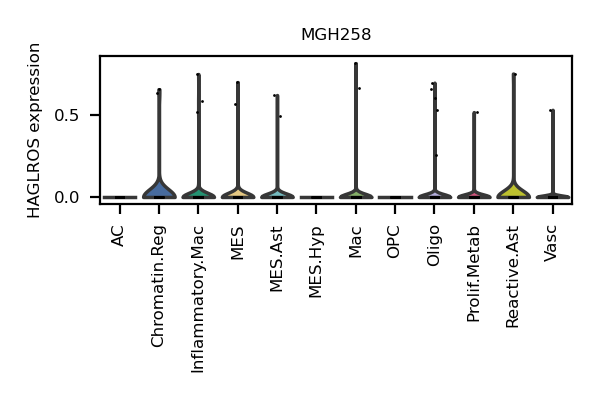 MGH258
HAGLROS expression
0.5
0.0
AC
Chromatin.Reg
Inflammatory.Mac
MES
MES.Ast
MES.Hyp
Mac
OPC
Oligo
Prolif.Metab
Reactive.Ast
Vasc